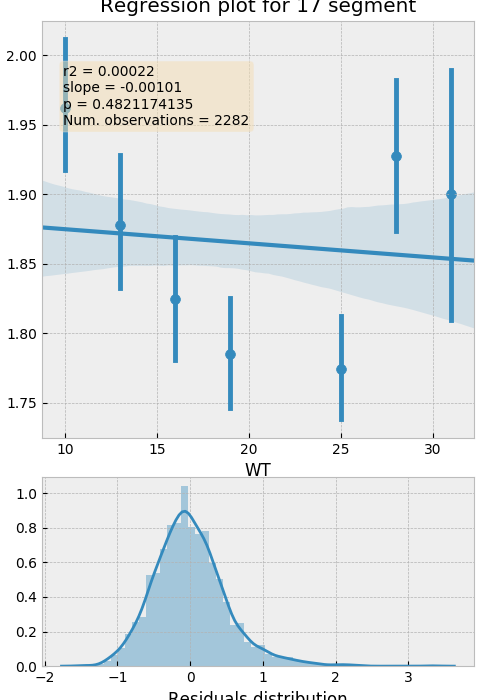 Regression plot for 17 segment
2.00
1.95
1.90
1.85
1.80
1.75
r2 = 0.00022
slope = -0.00101
p = 0.4821174135
Num. observations = 2282
10 15 20 25 30
WT
1.0
0.8
0.6
0.4
0.2
0.0
−2 −1 0 1 2 3
Residuals distribution